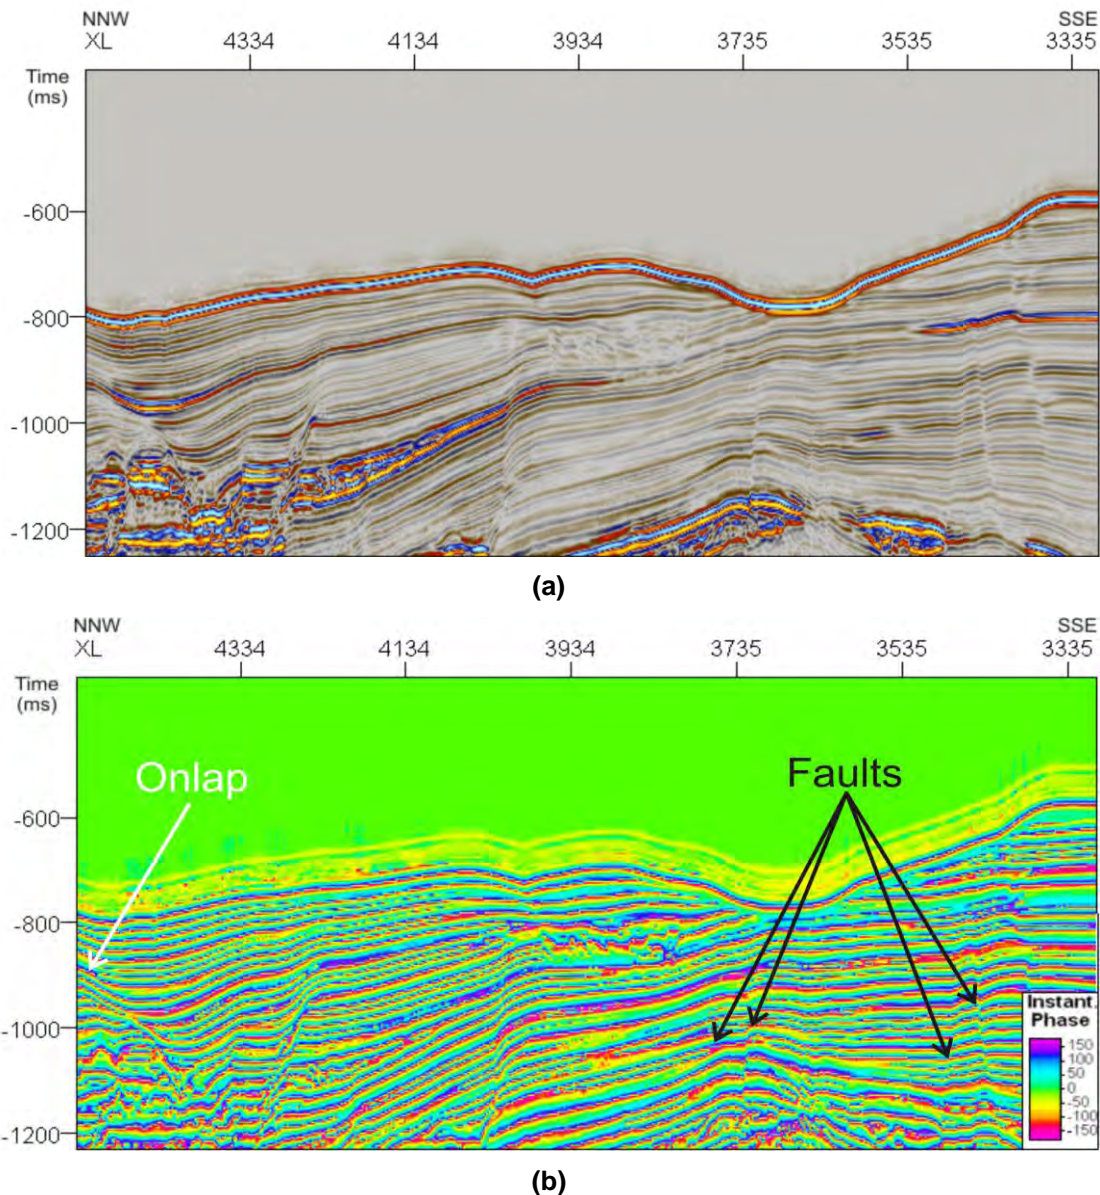 NNW SSE
XL 4334 4134 3934 3735 3535 3335
Time
(ms)
-600
-800
-1000
-1200
(a)
NNW SSE
XL 4334 4134 3934 3735 3535 3335
Time
(ms)
Onlap
Faults
-600
-800
-1000
-1200
Instant.
Phase
150
100
50
0
-50
-100
-150
(b)